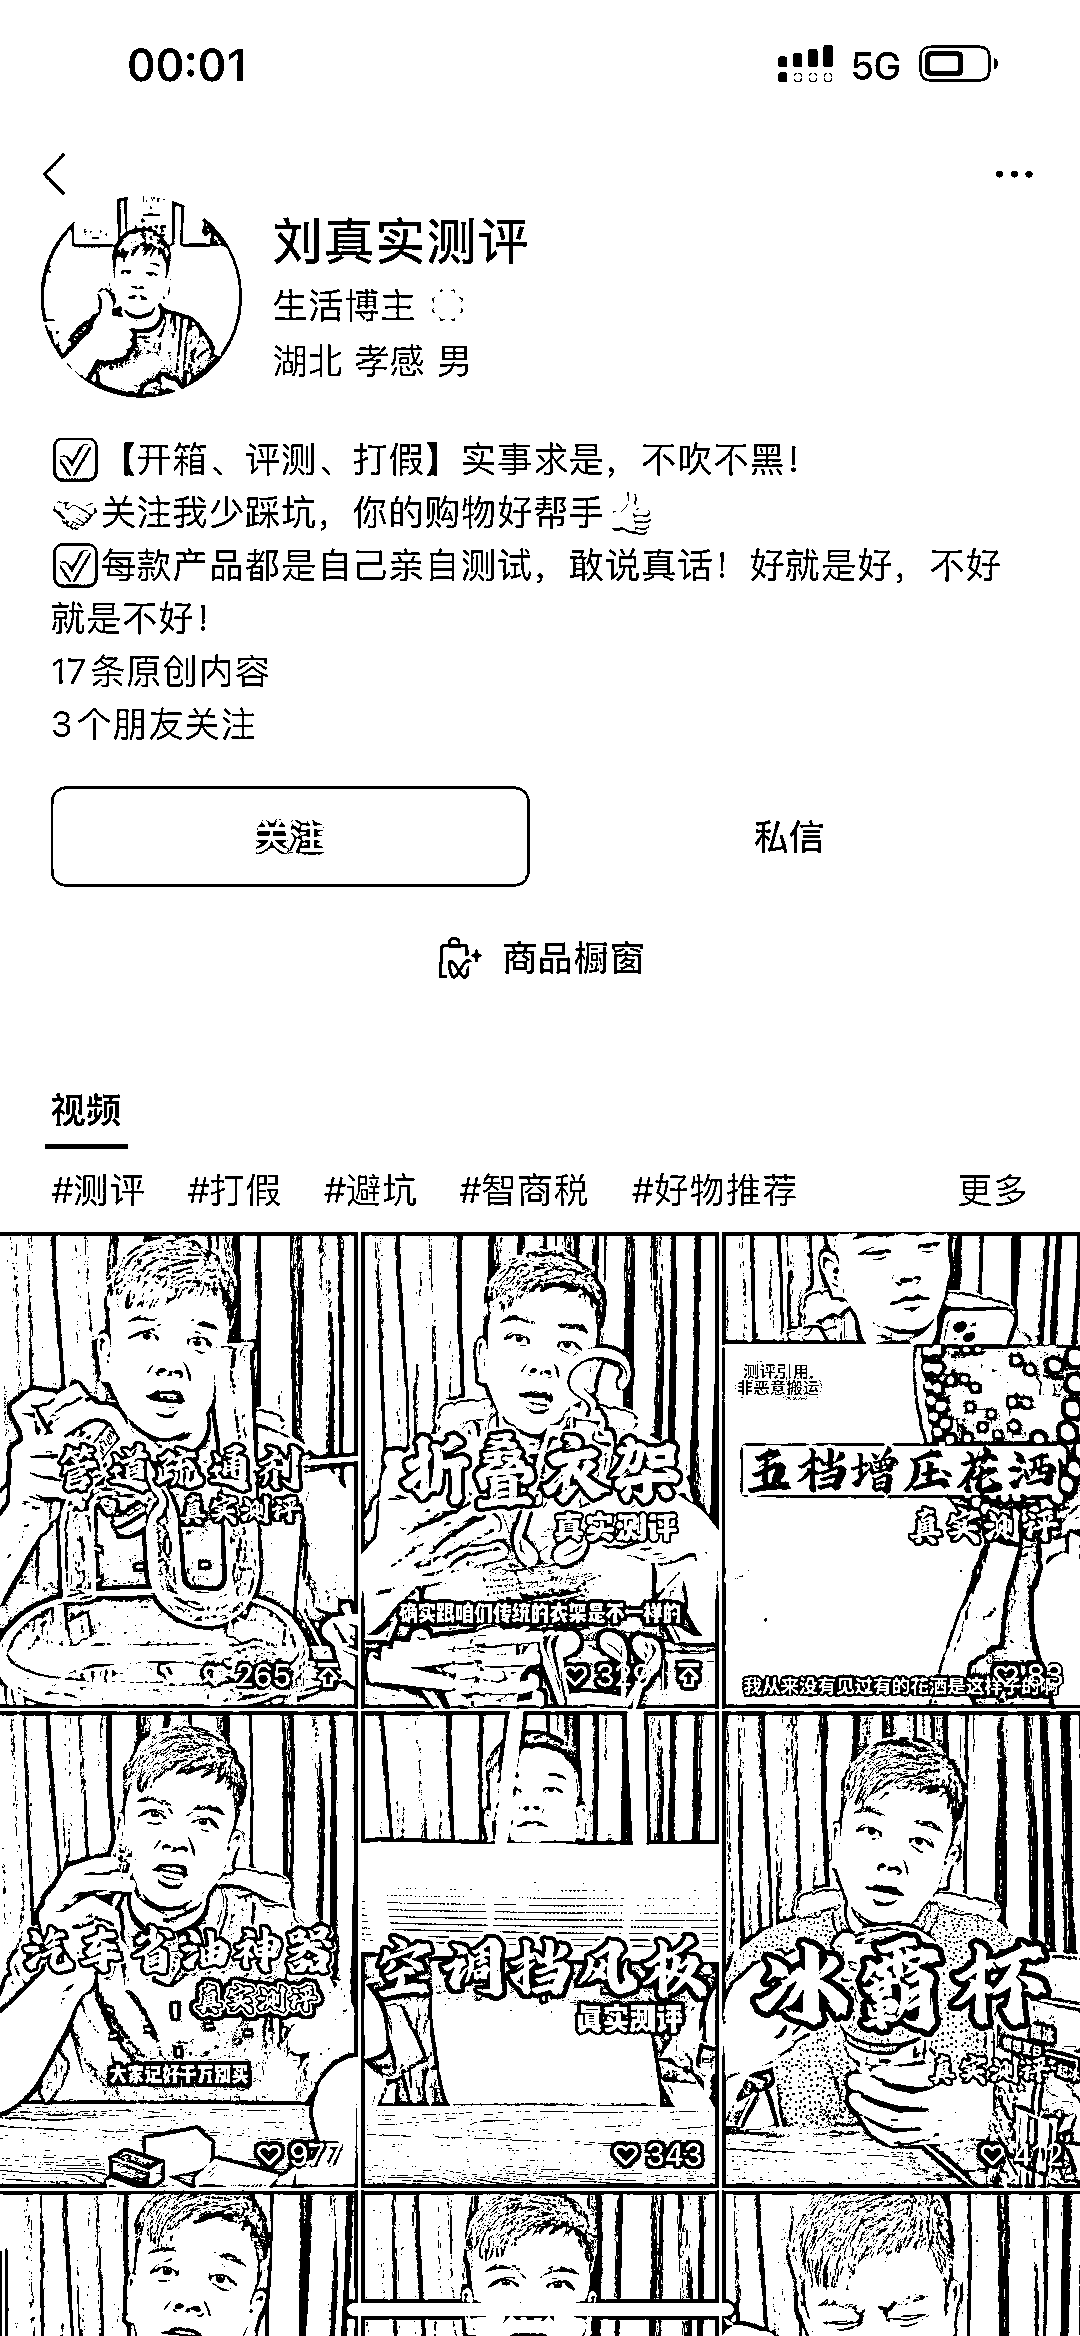 00:01
5G
刘真实测评
生活博主
湖北 孝感 男
【开箱、评测、打假】实事求是，不吹不黑！
关注我少踩坑，你的购物好帮手
每款产品都是自己亲自测试，敢说真话！好就是好，不好
就是不好！
17条原创内容
3个朋友关注
关注
私信
商品橱窗
视频
#测评 #打假 #避坑 #智商税 #好物推荐 更多
管道疏通剂
真实测评
265
折叠衣架
真实测评
确实跟咱们传统的衣架是不一样的
测评引用，
非恶意搬运
五档增压花洒
真实测评
我从来没有见过有的花洒是这样子的啊
汽车省油神器
真实测评
大家记好千万别买
977
空调挡风板
真实测评
343
冰霸杯
真实测评